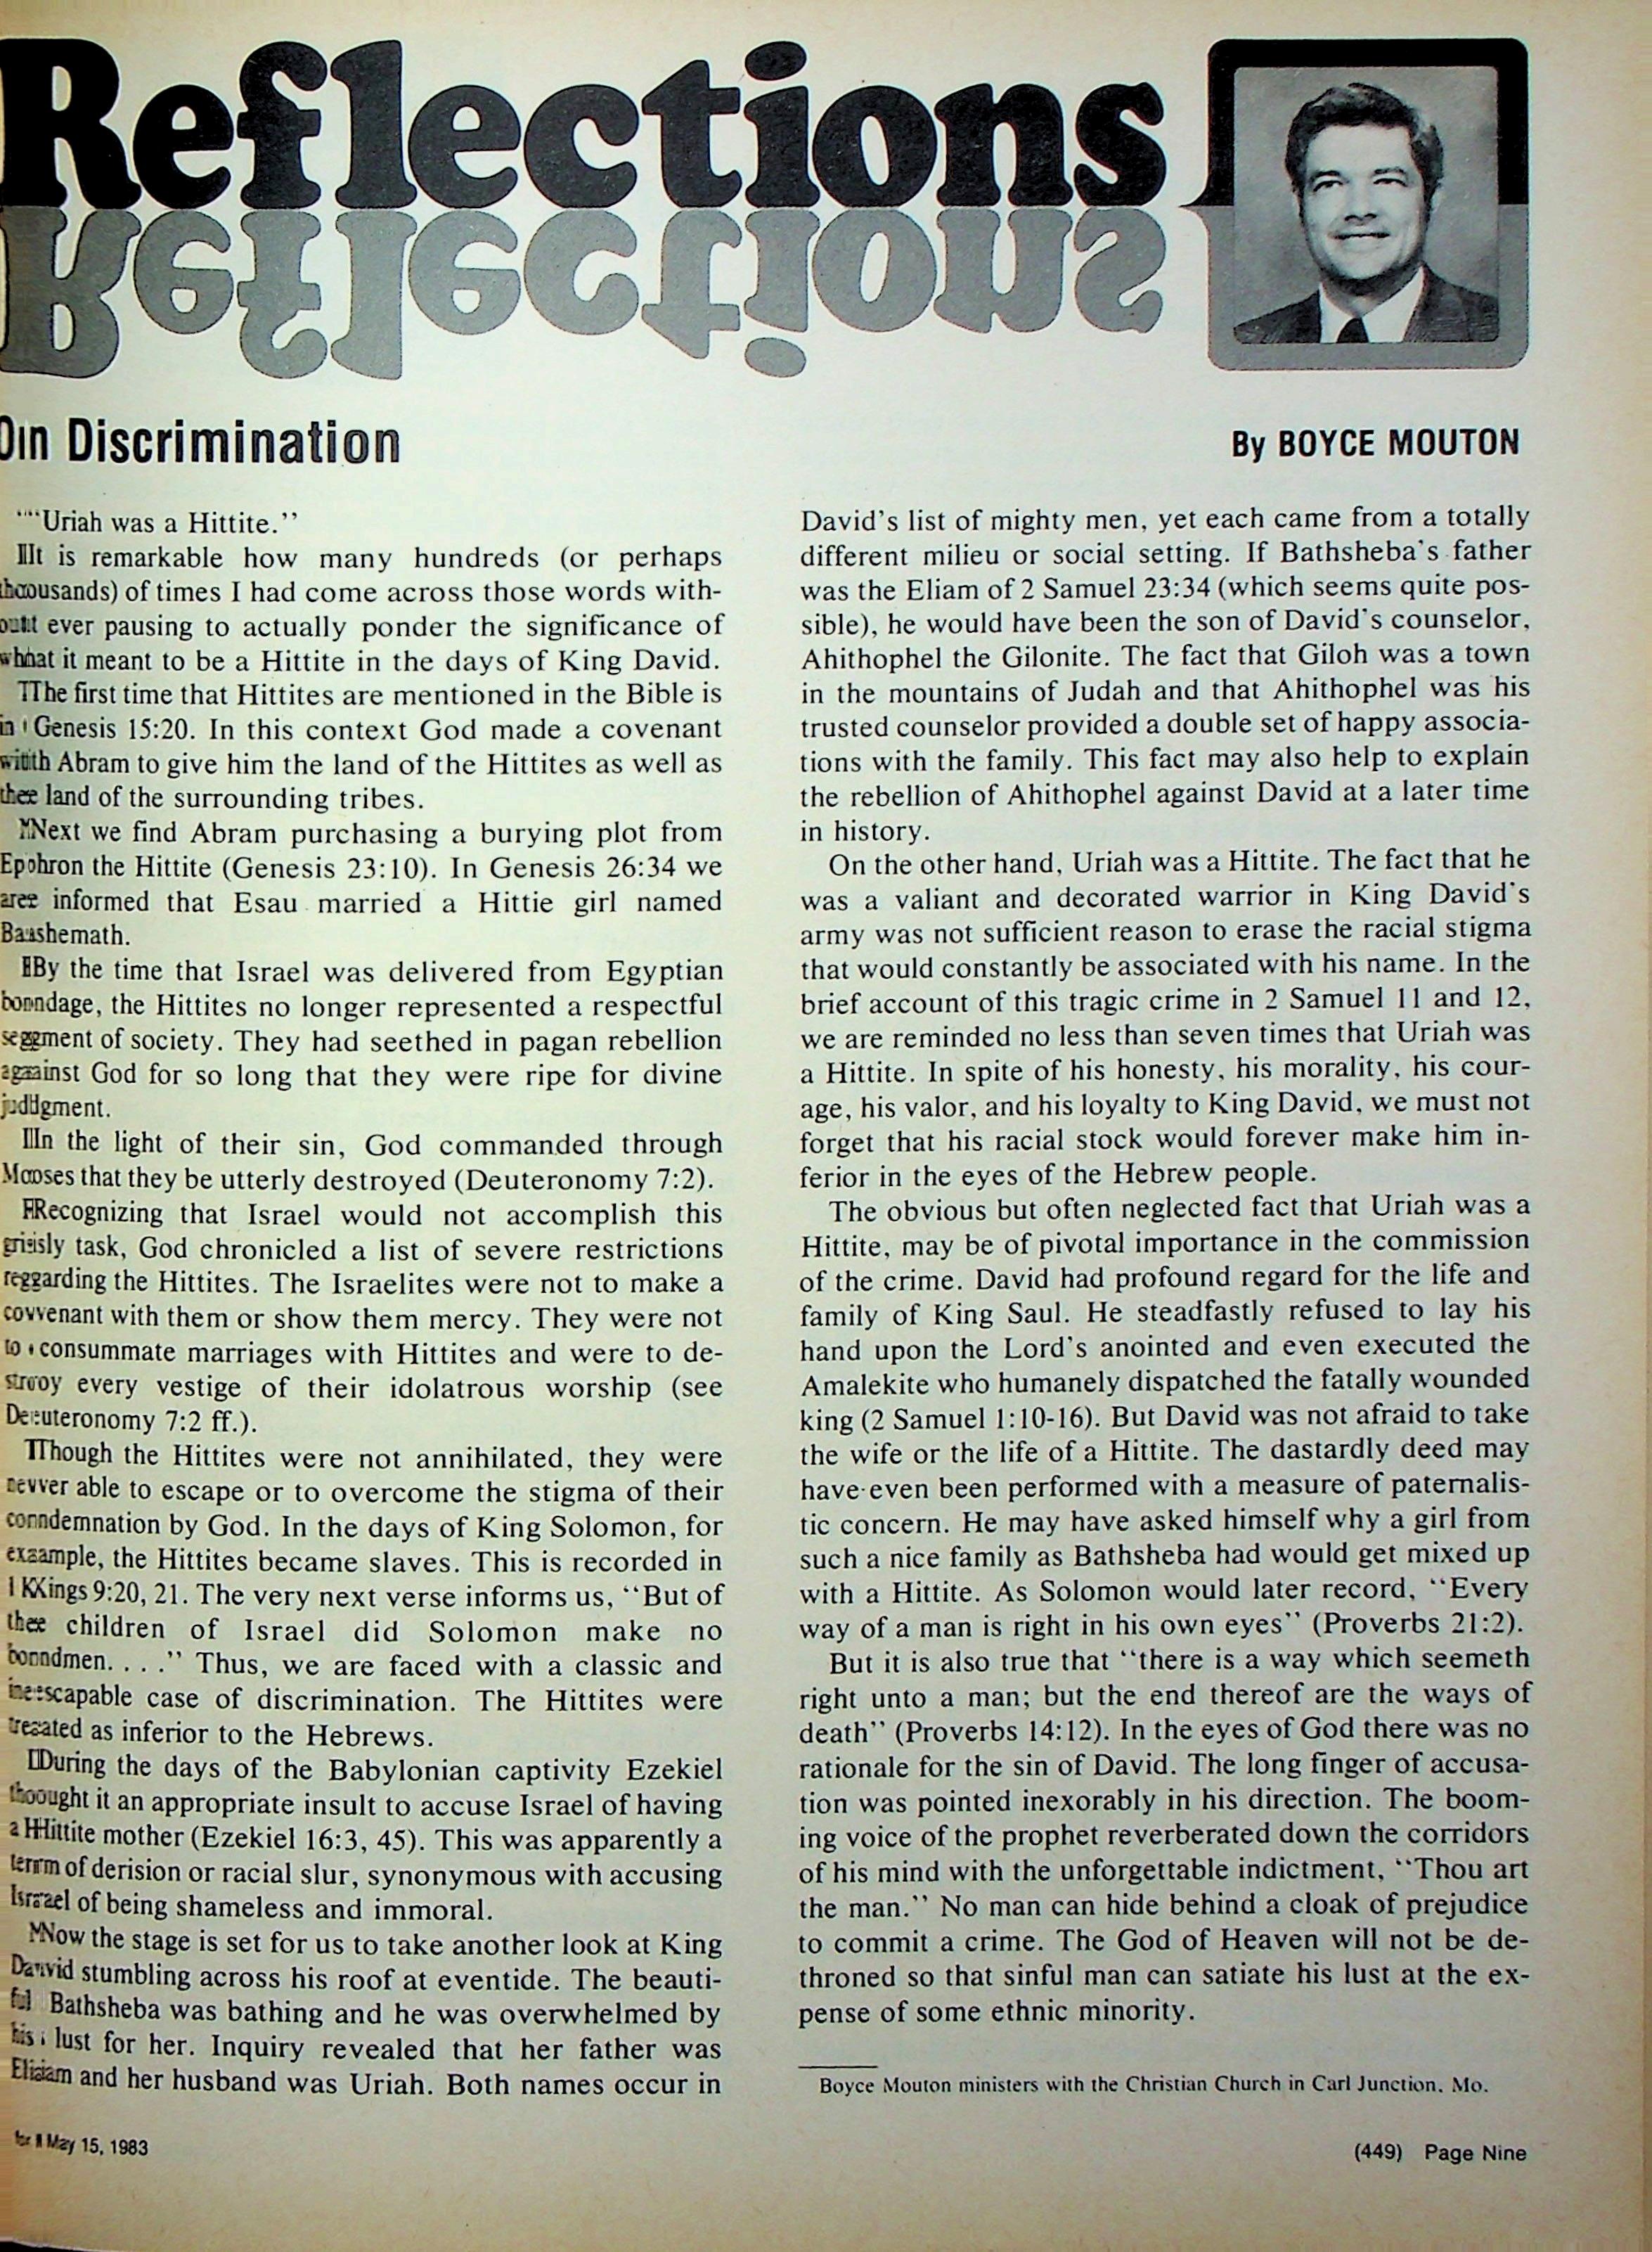 Reflections
On Discrimination
By BOYCE MOUTON
“Uriah was a Hittite.”
It is remarkable how many hundreds (or perhaps
thousands) of times I had come across those words with-
out ever pausing to actually ponder the significance of
what it meant to be a Hittite in the days of King David.
The first time that Hittites are mentioned in the Bible is
in Genesis 15:20. In this context God made a covenant
with Abram to give him the land of the Hittites as well as
the land of the surrounding tribes.
Next we find Abram purchasing a burying plot from
Ephron the Hittite (Genesis 23:10). In Genesis 26:34 we
are informed that Esau married a Hittie girl named
Bashemath.
By the time that Israel was delivered from Egyptian
bondage, the Hittites no longer represented a respectful
segment of society. They had seethed in pagan rebellion
against God for so long that they were ripe for divine
judgment.
In the light of their sin, God commanded through
Moses that they be utterly destroyed (Deuteronomy 7:2).
Recognizing that Israel would not accomplish this
grisly task, God chronicled a list of severe restrictions
regarding the Hittites. The Israelites were not to make a
covenant with them or show them mercy. They were not
to consummate marriages with Hittites and were to de-
stroy every vestige of their idolatrous worship (see
Deuteronomy 7:2 ff.).
Though the Hittites were not annihilated, they were
never able to escape or to overcome the stigma of their
condemnation by God. In the days of King Solomon, for
example, the Hittites became slaves. This is recorded in
1 Kings 9:20, 21. The very next verse informs us, “But of
the children of Israel did Solomon make no
bondmen. . . .” Thus, we are faced with a classic and
inescapable case of discrimination. The Hittites were
treated as inferior to the Hebrews.
During the days of the Babylonian captivity Ezekiel
thought it an appropriate insult to accuse Israel of having
a Hittite mother (Ezekiel 16:3, 45). This was apparently a
term of derision or racial slur, synonymous with accusing
Israel of being shameless and immoral.
Now the stage is set for us to take another look at King
David stumbling across his roof at eventide. The beauti-
ful Bathsheba was bathing and he was overwhelmed by
his lust for her. Inquiry revealed that her father was
Eliam and her husband was Uriah. Both names occur in
David’s list of mighty men, yet each came from a totally
different milieu or social setting. If Bathsheba’s father
was the Eliam of 2 Samuel 23:34 (which seems quite pos-
sible), he would have been the son of David’s counselor,
Ahithophel the Gilonite. The fact that Giloh was a town
in the mountains of Judah and that Ahithophel was his
trusted counselor provided a double set of happy associa-
tions with the family. This fact may also help to explain
the rebellion of Ahithophel against David at a later time
in history.
On the other hand, Uriah was a Hittite. The fact that he
was a valiant and decorated warrior in King David’s
army was not sufficient reason to erase the racial stigma
that would constantly be associated with his name. In the
brief account of this tragic crime in 2 Samuel 11 and 12,
we are reminded no less than seven times that Uriah was
a Hittite. In spite of his honesty, his morality, his cour-
age, his valor, and his loyalty to King David, we must not
forget that his racial stock would forever make him in-
ferior in the eyes of the Hebrew people.
The obvious but often neglected fact that Uriah was a
Hittite, may be of pivotal importance in the commission
of the crime. David had profound regard for the life and
family of King Saul. He steadfastly refused to lay his
hand upon the Lord’s anointed and even executed the
Amalekite who humanely dispatched the fatally wounded
king (2 Samuel 1:10-16). But David was not afraid to take
the wife or the life of a Hittite. The dastardly deed may
have even been performed with a measure of paternalis-
tic concern. He may have asked himself why a girl from
such a nice family as Bathsheba had would get mixed up
with a Hittite. As Solomon would later record, “Every
way of a man is right in his own eyes” (Proverbs 21:2).
But it is also true that “there is a way which seemeth
right unto a man; but the end thereof are the ways of
death” (Proverbs 14:12). In the eyes of God there was no
rationale for the sin of David. The long finger of accusa-
tion was pointed inexorably in his direction. The boom-
ing voice of the prophet reverberated down the corridors
of his mind with the unforgettable indictment, “Thou art
the man.” No man can hide behind a cloak of prejudice
to commit a crime. The God of Heaven will not be de-
throned so that sinful man can satiate his lust at the ex-
pense of some ethnic minority.
Boyce Mouton ministers with the Christian Church in Carl Junction, Mo.
for May 15, 1983
(449) Page Nine